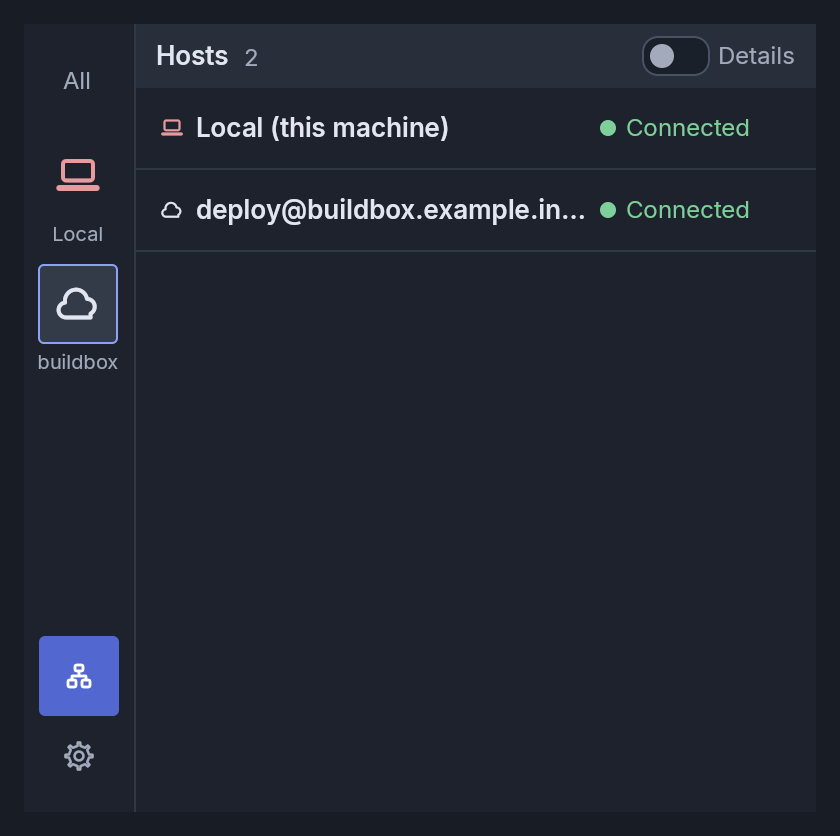 All
Local
buildbox
Hosts 2
Details
Local (this machine)
Connected
deploy@buildbox.example.in...
Connected